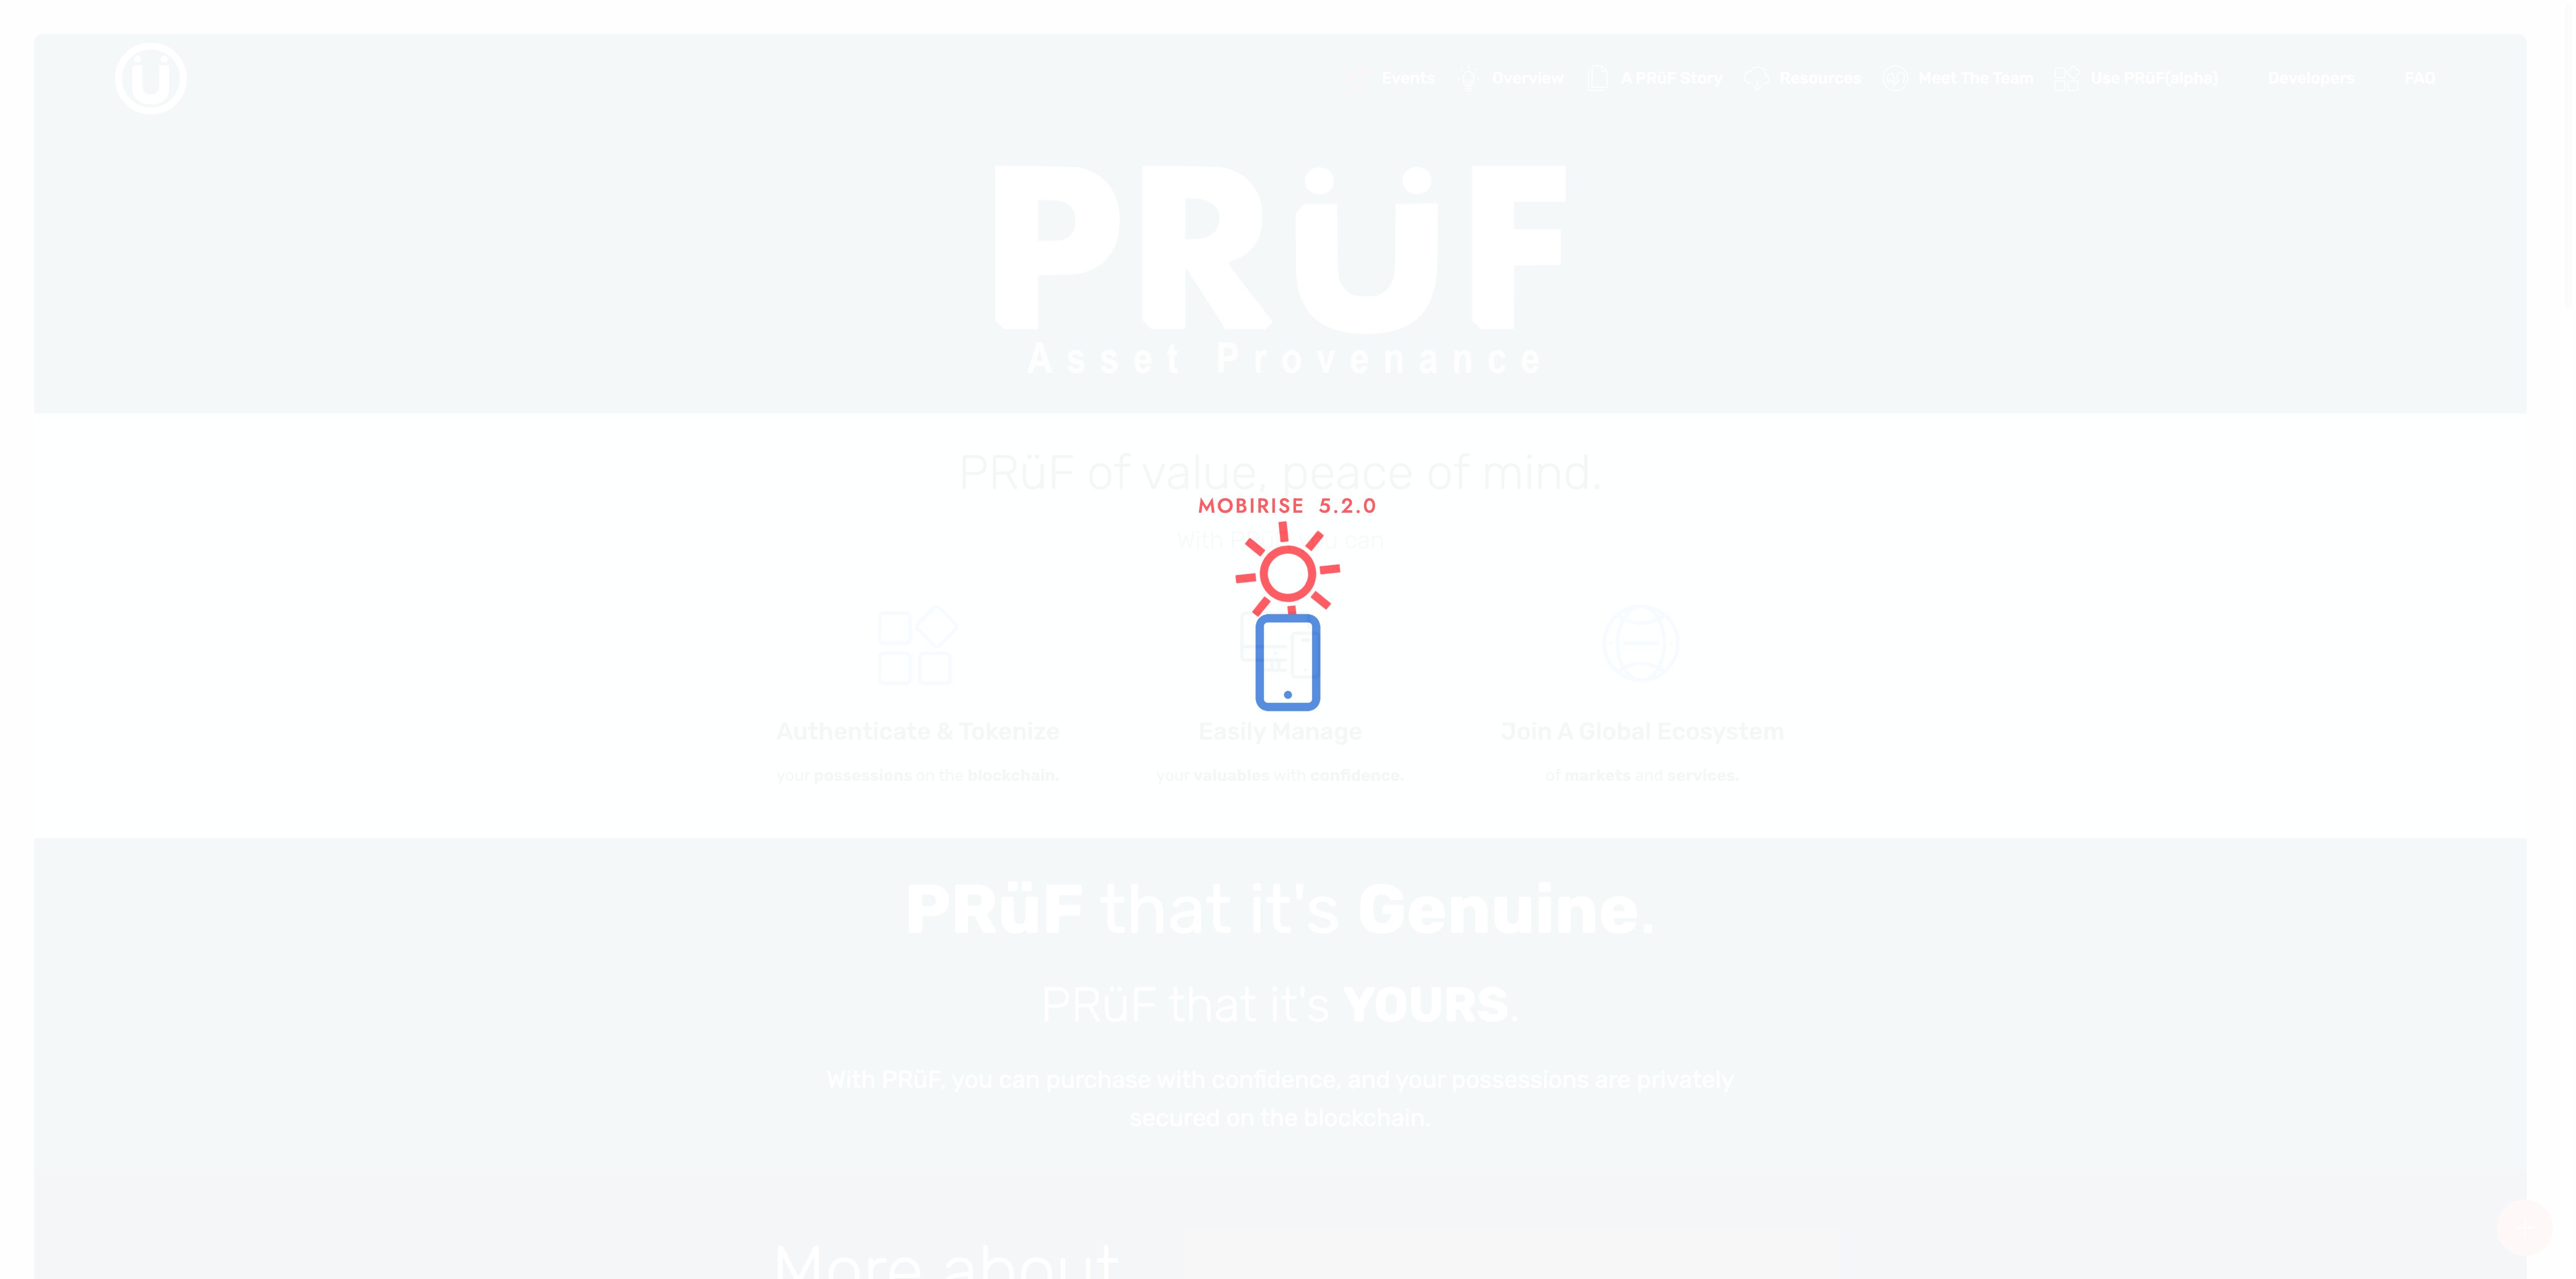 Ü
Events Overview A PRüF Story Resources Meet The Team Use PRüF(alpha) Developers FAQ
PRÜF
Asset Provenance
PRüF of value, peace of mind.
MOBIRISE 5.2.0
With can
Authenticate & Tokenize
your possessions on the blockchain.
Easily Manage
your valuables with confidence.
Join A Global Ecosystem
of markets and services.
PRüF that it's Genuine.
PRüF that it's YOURS.
With PRüF, you can purchase with confidence, and your possessions are privately
secured on the blockchain.
More about